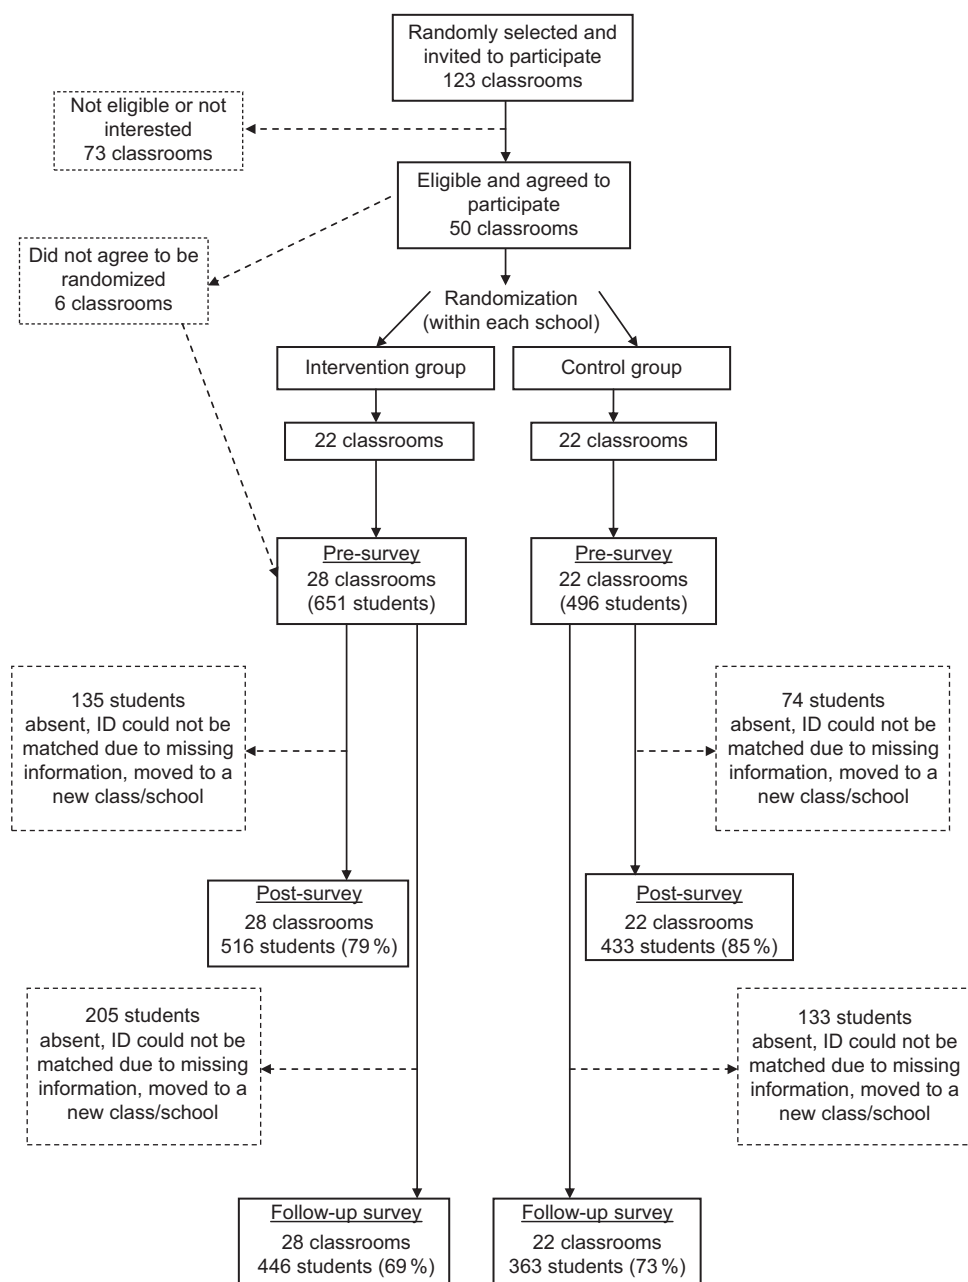 Randomly selected and
invited to participate
123 classrooms
Not eligible or not
interested
73 classrooms
Eligible and agreed to
participate
50 classrooms
Did not agree to be
randomized
6 classrooms
Randomization
(within each school)
Intervention group
Control group
22 classrooms
22 classrooms
Pre-survey
28 classrooms
(651 students)
Pre-survey
22 classrooms
(496 students)
135 students
absent, ID could not be
matched due to missing
information, moved to a
new class/school
74 students
absent, ID could not be
matched due to missing
information, moved to a
new class/school
Post-survey
28 classrooms
516 students (79 %)
Post-survey
22 classrooms
433 students (85 %)
205 students
absent, ID could not be
matched due to missing
information, moved to a
new class/school
133 students
absent, ID could not be
matched due to missing
information, moved to a
new class/school
Follow-up survey
28 classrooms
446 students (69 %)
Follow-up survey
22 classrooms
363 students (73 %)